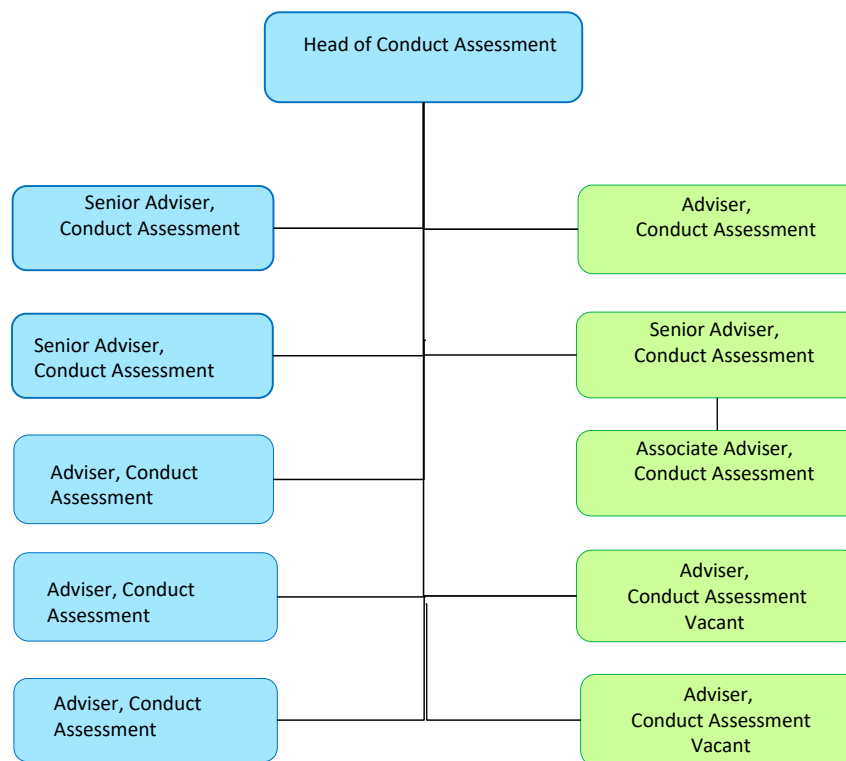 Head of Conduct Assessment
Senior Adviser,
Conduct Assessment
Adviser,
Conduct Assessment
Senior Adviser,
Conduct Assessment
Senior Adviser,
Conduct Assessment
Adviser, Conduct
Assessment
Associate Adviser,
Conduct Assessment
Adviser, Conduct
Assessment
Adviser,
Conduct Assessment
Vacant
Adviser, Conduct
Assessment
Adviser,
Conduct Assessment
Vacant